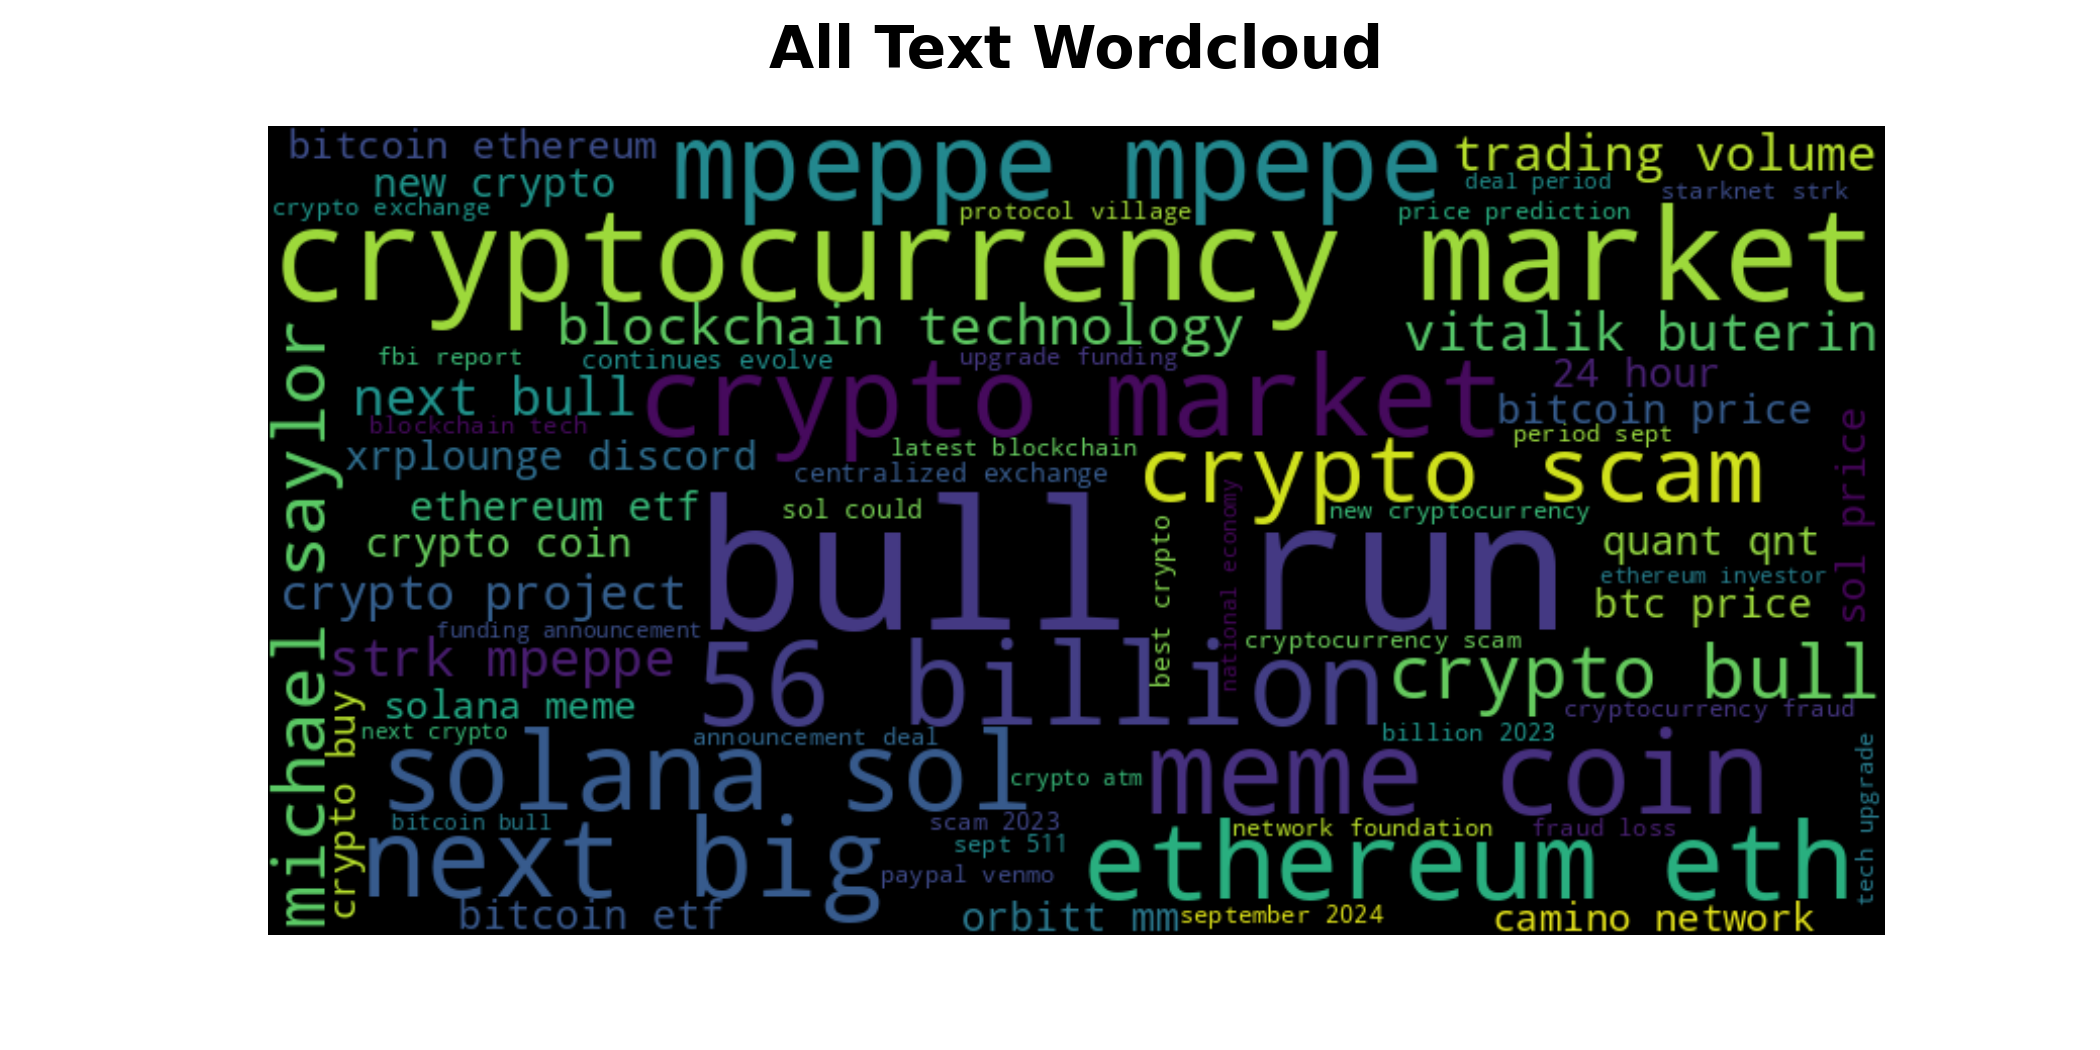 All Text Wordcloud
bitcoin ethereum
mpeppe mpepe
trading volume
new crypto
deal period
starknet strk
crypto exchange
protocol village
price prediction
cryptocurrency market
blockchain technology
vitalik buterin
michael saylor
fbi report
continues evolve
upgrade funding
next bull
crypto market
24 hour
bitcoin price
blockchain tech
xrplounge discord
latest blockchain
period sept
sol price
centralized exchange
crypto scam
ethereum etf
sol could
new cryptocurrency
crypto coin
bull run
best crypto
national economy
quant qnt
ethereum investor
crypto project
btc price
funding announcement
cryptocurrency scam
strk mpeppe
56 billion
crypto bull
crypto buy
solana meme
cryptocurrency fraud
next crypto
announcement deal
billion 2023
tech upgrade
solana sol
crypto atm
meme coin
bitcoin bull
scam 2023
network foundation
fraud loss
next big
sept 511
ethereum eth
paypal venmo
bitcoin etf
orbitt mm
september 2024
camino network